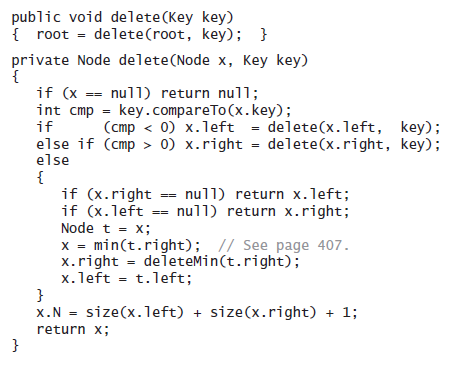 public void delete(Key key)
{  root = delete(root, key);  }
private Node delete(Node x, Key key)
{
   if (x == null) return null;
   int cmp = key.compareTo(x.key);
   if      (cmp < 0) x.left  = delete(x.left,  key);
   else if (cmp > 0) x.right = delete(x.right, key);
   else
   {
      if (x.right == null) return x.left;
      if (x.left == null) return x.right;
      Node t = x;
      x = min(t.right);  // See page 407.
      x.right = deleteMin(t.right);
      x.left = t.left;
   }
   x.N = size(x.left) + size(x.right) + 1;
   return x;
}